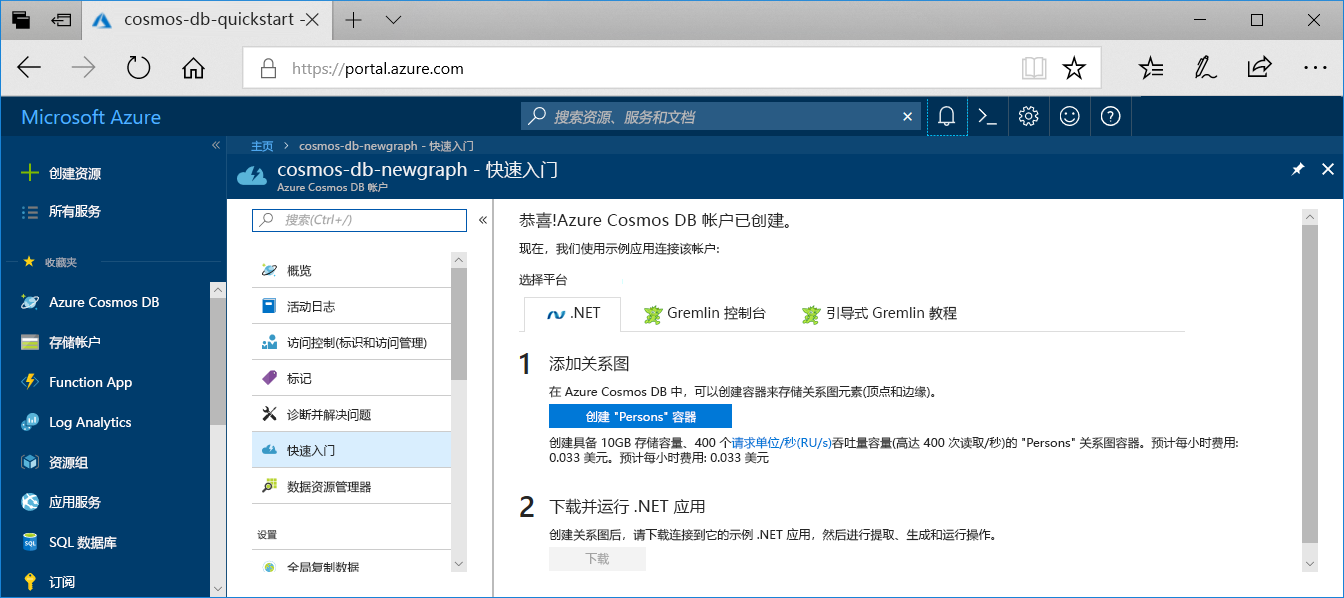 cosmos-db-quickstart -
https://portal.azure.com
Microsoft Azure
搜索资源、服务和文档
创建资源
所有服务
收藏夹
Azure Cosmos DB
存储帐户
Function App
Log Analytics
资源组
应用服务
SQL 数据库
订阅
主页 > cosmos-db-newgraph - 快速入门
cosmos-db-newgraph - 快速入门
Azure Cosmos DB 帐户
搜索(Ctrl+/)
概览
活动日志
访问控制(标识和访问管理)
标记
诊断并解决问题
快速入门
数据资源管理器
设置
全局复制数据
恭喜!Azure Cosmos DB 帐户已创建。
现在，我们使用示例应用连接该帐户:
选择平台
.NET
Gremlin 控制台
引导式 Gremlin 教程
1 添加关系图
在 Azure Cosmos DB 中，可以创建容器来存储关系图元素(顶点和边缘)。
创建 "Persons" 容器
创建具备 10GB 存储容量、400 个请求单位/秒(RU/s)吞吐量容量(高达 400 次读取/秒)的 "Persons" 关系图容器。预计每小时费用:
0.033 美元。预计每小时费用: 0.033 美元
2 下载并运行 .NET 应用
创建关系图后，请下载连接到它的示例 .NET 应用，然后进行提取、生成和运行操作。
下载